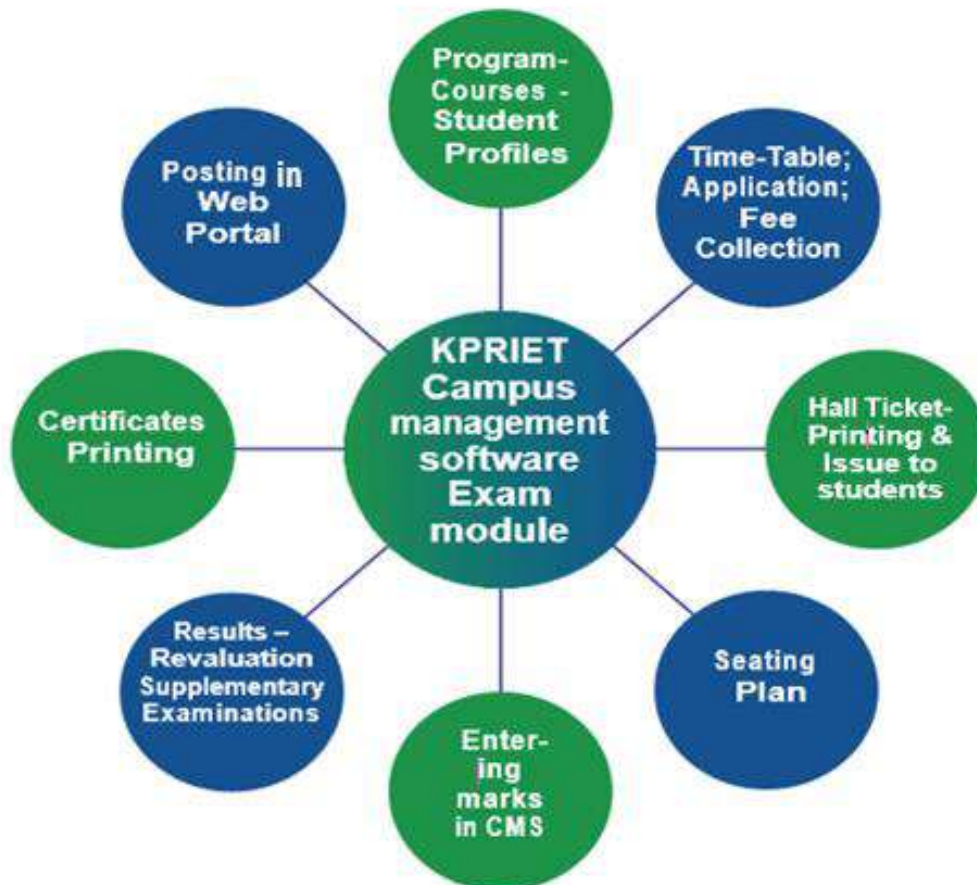 Program-
Courses -
Student
Profiles
Time-Table;
Application;
Fee
Collection
Hall Ticket-
Printing &
Issue to
students
Seating
Plan
Enter-
ing
marks
in CMS
Results –
Revaluation
Supplementary
Examinations
Certificates
Printing
Posting in
Web
Portal
KPRIET
Campus
management
software
Exam
module